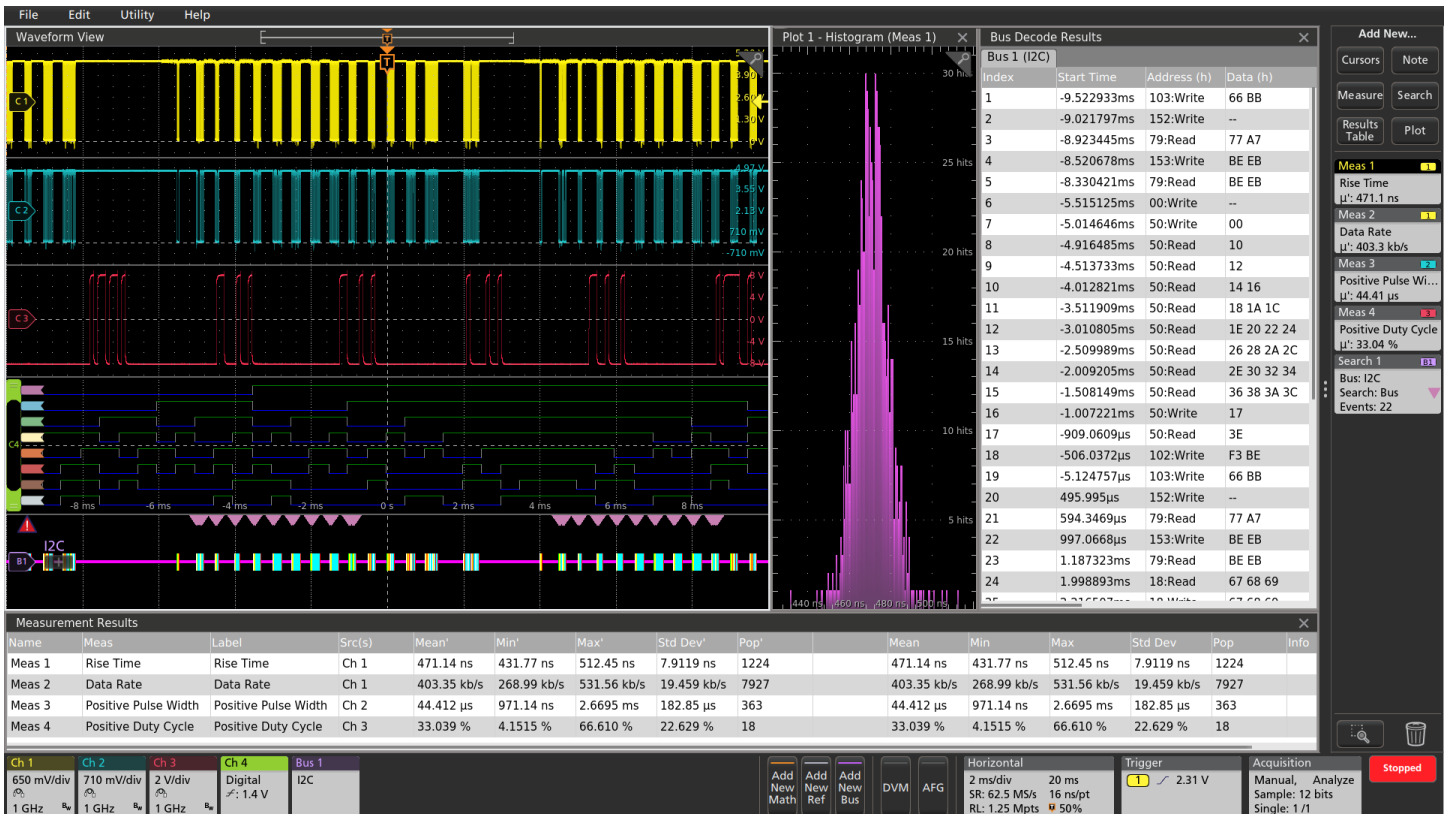 File Edit Utility Help
Waveform View
C 1
3.90 V
1.30 V
0 V
C 2
4.97 V
3.55 V
2.13 V
710 mV
-710 mV
C 3
8 V
4 V
0 V
-4 V
-8 V
C4
-8 ms -6 ms -4 ms -2 ms 0 s 2 ms 4 ms 6 ms 8 ms
I2C
B1
Plot 1 - Histogram (Meas 1)
30 hits
25 hits
20 hits
15 hits
10 hits
5 hits
440 ns 460 ns 480 ns 500 ns
Bus Decode Results
Bus 1 (I2C)
Index Start Time Address (h) Data (h)
1 -9.522933ms 103:Write 66 BB
2 -9.021797ms 152:Write --
3 -8.923445ms 79:Read 77 A7
4 -8.520678ms 153:Write BE EB
5 -8.330421ms 79:Read BE EB
6 -5.515125ms 00:Write --
7 -5.014646ms 50:Write 00
8 -4.916485ms 50:Read 10
9 -4.513733ms 50:Read 12
10 -4.012821ms 50:Read 14 16
11 -3.511909ms 50:Read 18 1A 1C
12 -3.010805ms 50:Read 1E 20 22 24
13 -2.509989ms 50:Read 26 28 2A 2C
14 -2.009205ms 50:Read 2E 30 32 34
15 -1.508149ms 50:Read 36 38 3A 3C
16 -1.007221ms 50:Write 17
17 -909.0609µs 50:Read 3E
18 -506.0372µs 102:Write F3 BE
19 -5.124757µs 103:Write 66 BB
20 495.995µs 152:Write --
21 594.3469µs 79:Read 77 A7
22 997.0668µs 153:Write BE EB
23 1.187323ms 79:Read BE EB
24 1.998893ms 18:Read 67 68 69
Add New...
Cursors Note
Measure Search
Results Table Plot
Meas 1 1
Rise Time
µ': 471.1 ns
Meas 2 1
Data Rate
µ': 403.3 kb/s
Meas 3 2
Positive Pulse Wi...
µ': 44.41 µs
Meas 4 3
Positive Duty Cycle
µ': 33.04 %
Search 1 B1
Bus: I2C
Search: Bus
Events: 22
Measurement Results
Name Meas Label Src(s) Mean' Min' Max' Std Dev' Pop' Mean Min Max Std Dev Pop Info
Meas 1 Rise Time Rise Time Ch 1 471.14 ns 431.77 ns 512.45 ns 7.9119 ns 1224 471.14 ns 431.77 ns 512.45 ns 7.9119 ns 1224
Meas 2 Data Rate Data Rate Ch 1 403.35 kb/s 268.99 kb/s 531.56 kb/s 19.459 kb/s 7927 403.35 kb/s 268.99 kb/s 531.56 kb/s 19.459 kb/s 7927
Meas 3 Positive Pulse Width Positive Pulse Width Ch 2 44.412 µs 971.14 ns 2.6695 ms 182.85 µs 363 44.412 µs 971.14 ns 2.6695 ms 182.85 µs 363
Meas 4 Positive Duty Cycle Positive Duty Cycle Ch 3 33.039 % 4.1515 % 66.610 % 22.629 % 18 33.039 % 4.1515 % 66.610 % 22.629 % 18
Ch 1
650 mV/div
1 GHz Bw
Ch 2
710 mV/div
1 GHz Bw
Ch 3
2 V/div
1 GHz Bw
Ch 4
Digital
: 1.4 V
Bus 1
I2C
Add New Math
Add New Ref
Add New Bus
DVM
AFG
Horizontal
2 ms/div 20 ms
SR: 62.5 MS/s 16 ns/pt
RL: 1.25 Mpts 50%
Trigger
1 2.31 V
Acquisition
Manual, Analyze
Sample: 12 bits
Single: 1 /1
Stopped